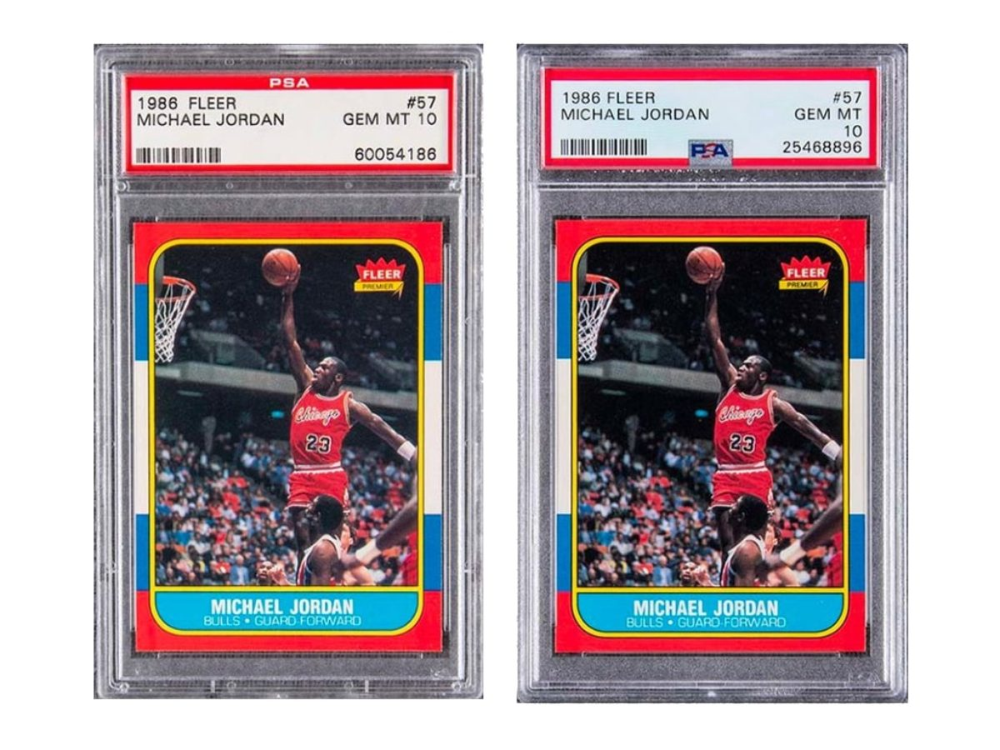 PSA
1986 FLEER #57
MICHAEL JORDAN GEM MT 10
60054186
FLEER
PREMIER
Chicago
23
MICHAEL JORDAN
BULLS • GUARD-FORWARD
1986 FLEER #57
MICHAEL JORDAN GEM MT
10
PSA 25468896
FLEER
PREMIER
Chicago
23
MICHAEL JORDAN
BULLS • GUARD-FORWARD